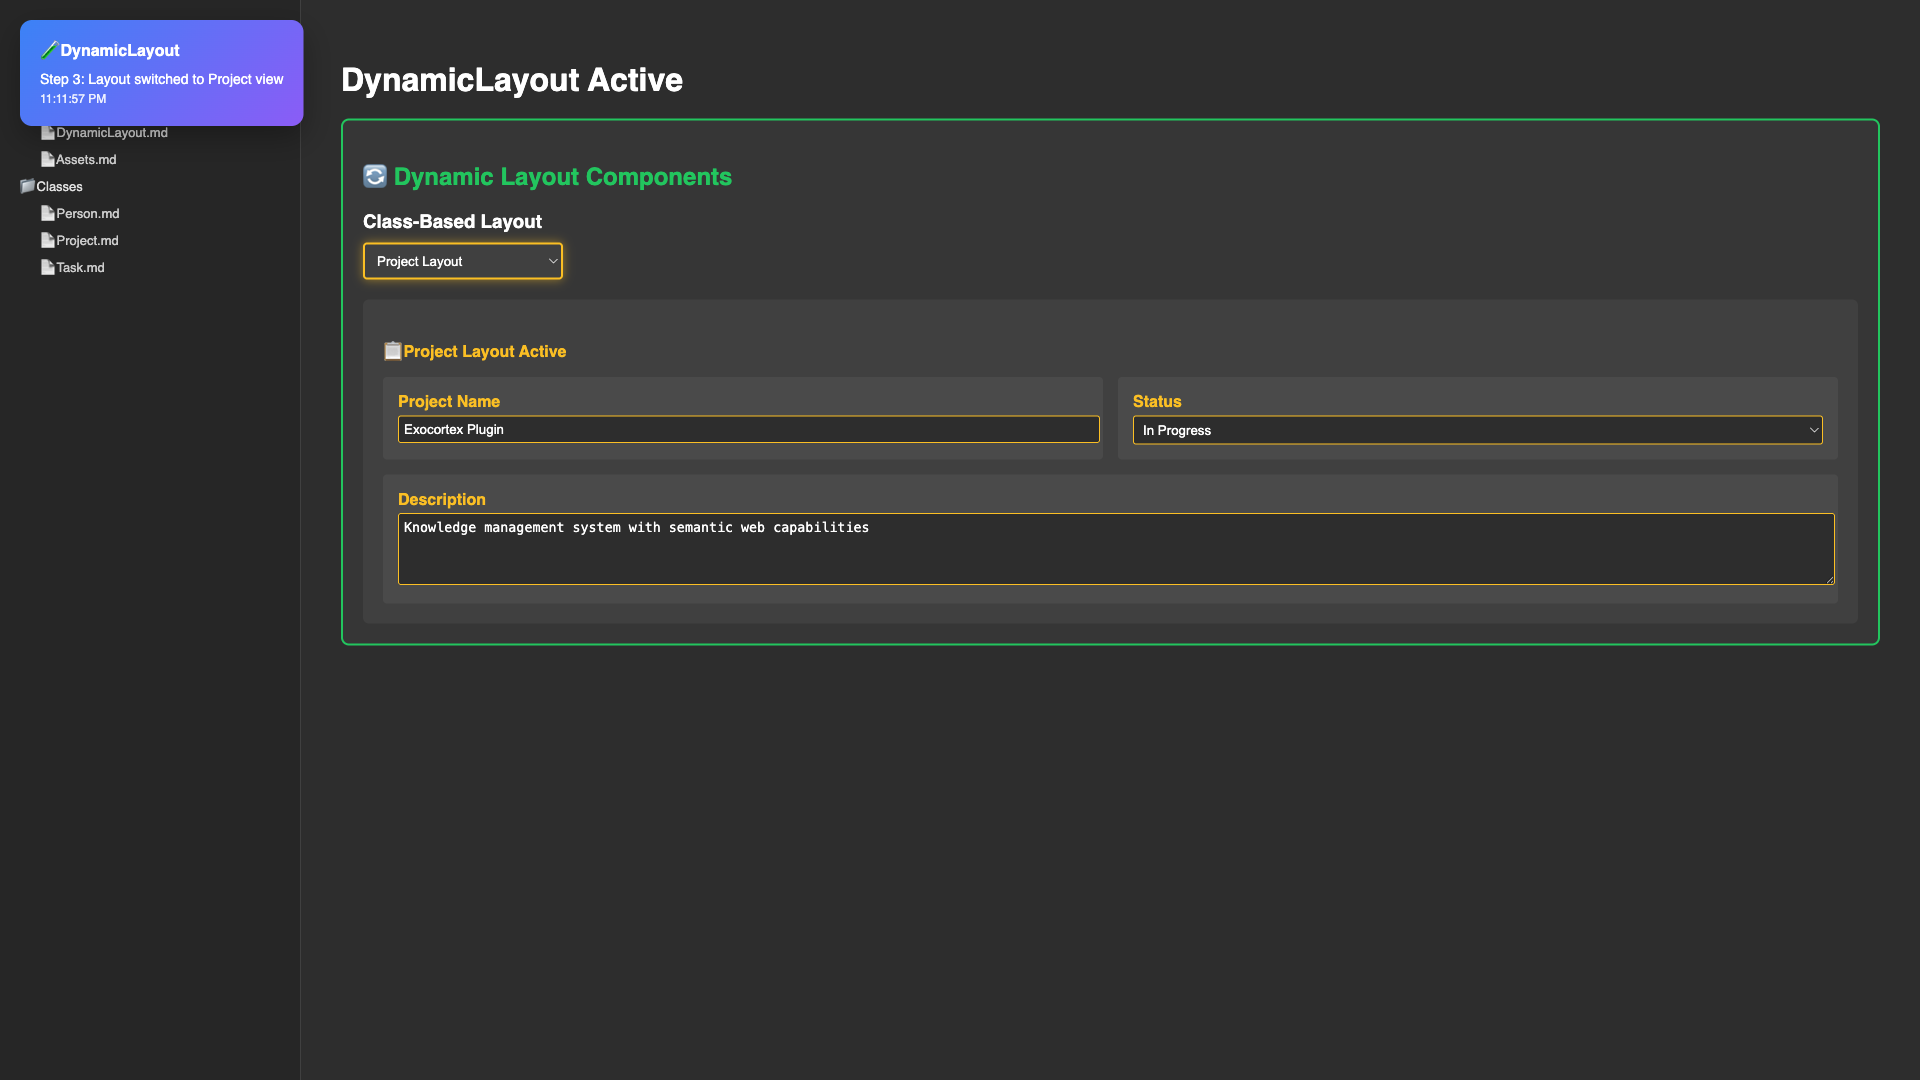 DynamicLayout
Step 3: Layout switched to Project view
11:11:57 PM
DynamicLayout.md
Assets.md
Classes
Person.md
Project.md
Task.md
DynamicLayout Active
Dynamic Layout Components
Class-Based Layout
Project Layout
Project Layout Active
Project Name
Exocortex Plugin
Status
In Progress
Description
Knowledge management system with semantic web capabilities